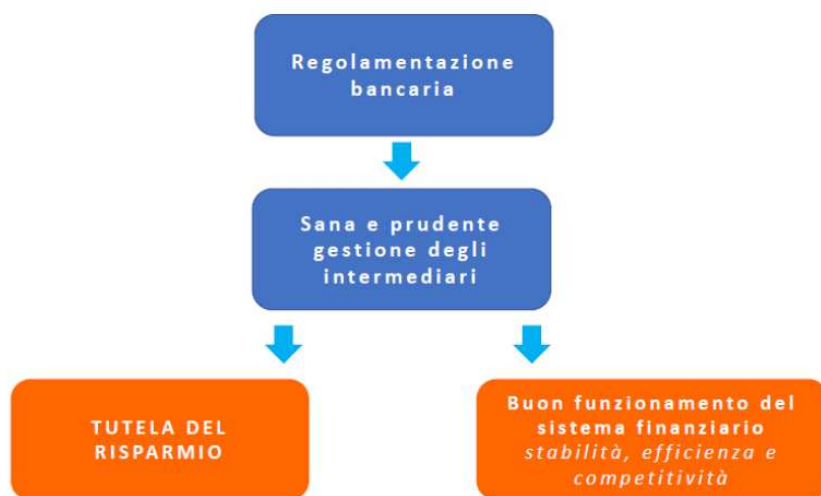 Regolamentazione
bancaria
Sana e prudente
gestione degli
intermediari
TUTELA DEL
RISPARMIO
Buon funzionamento del
sistema finanziario
stabilità, efficienza e
competitività